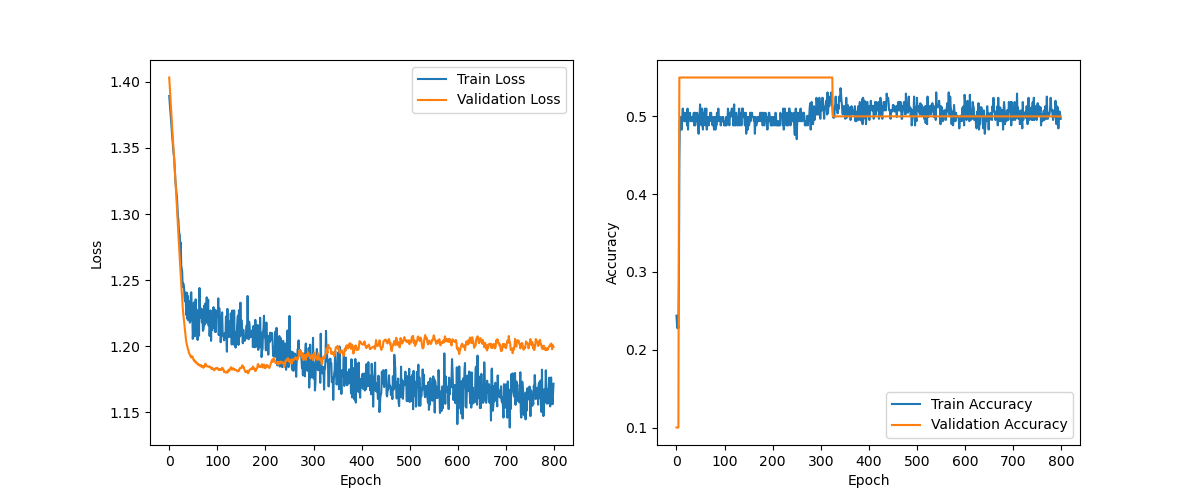 Train Loss
Validation Loss
1.40
1.35
1.30
1.25
1.20
1.15
Loss
0 100 200 300 400 500 600 700 800
Epoch
0.5
0.4
0.3
0.2
0.1
Accuracy
Train Accuracy
Validation Accuracy
0 100 200 300 400 500 600 700 800
Epoch